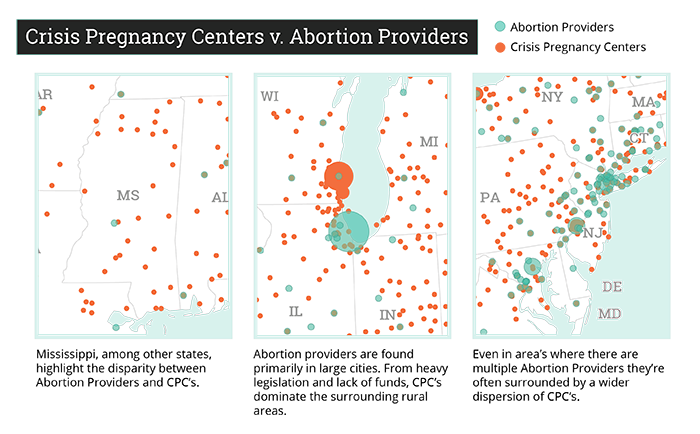 Crisis Pregnancy Centers v. Abortion Providers
Abortion Providers
Crisis Pregnancy Centers
AR
MS
AL
WI
MI
IL
IN
NY
MA
CT
PA
NJ
DE
MD
Mississippi, among other states,
highlight the disparity between
Abortion Providers and CPC's.
Abortion providers are found
primarily in large cities. From heavy
legislation and lack of funds, CPC's
dominate the surrounding rural
areas.
Even in area's where there are
multiple Abortion Providers they're
often surrounded by a wider
dispersion of CPC's.